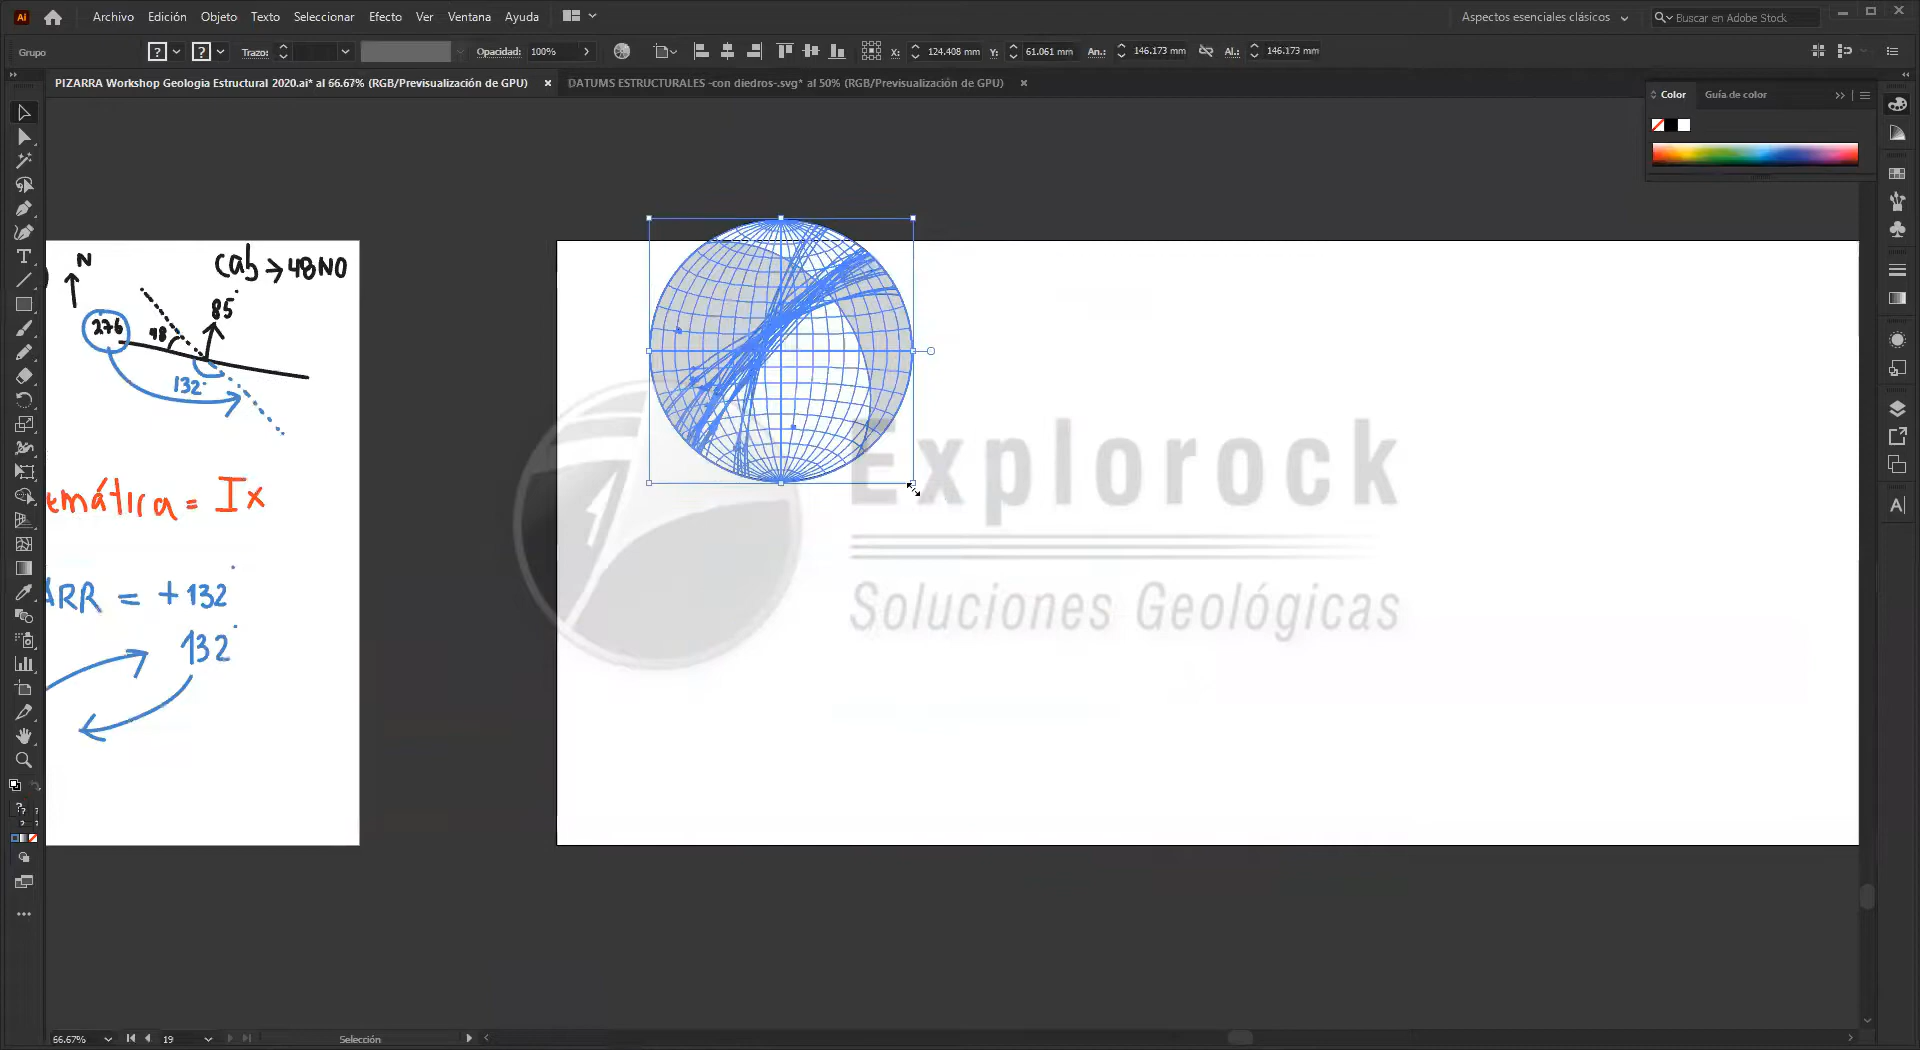 Ai
Archivo Edición Objeto Texto Seleccionar Efecto Ver Ventana Ayuda
Aspectos esenciales clásicos
Buscar en Adobe Stock
Grupo
? ? Trazo: Opacidad: 100% X: 124.408 mm Y: 61.061 mm An.: 146.173 mm Al.: 146.173 mm
PIZARRA Workshop Geologia Estructural 2020.ai* al 66.67% (RGB/Previsualización de GPU) ×
DATUMS ESTRUCTURALES -con diedros-.svg* al 50% (RGB/Previsualización de GPU) ×
Color Guía de color
N
Cab → 48NO
276
48
85°
132°
emática = Ix
ARR = +132°
132°
Explorock
Soluciones Geológicas
66.67% 19 Selección